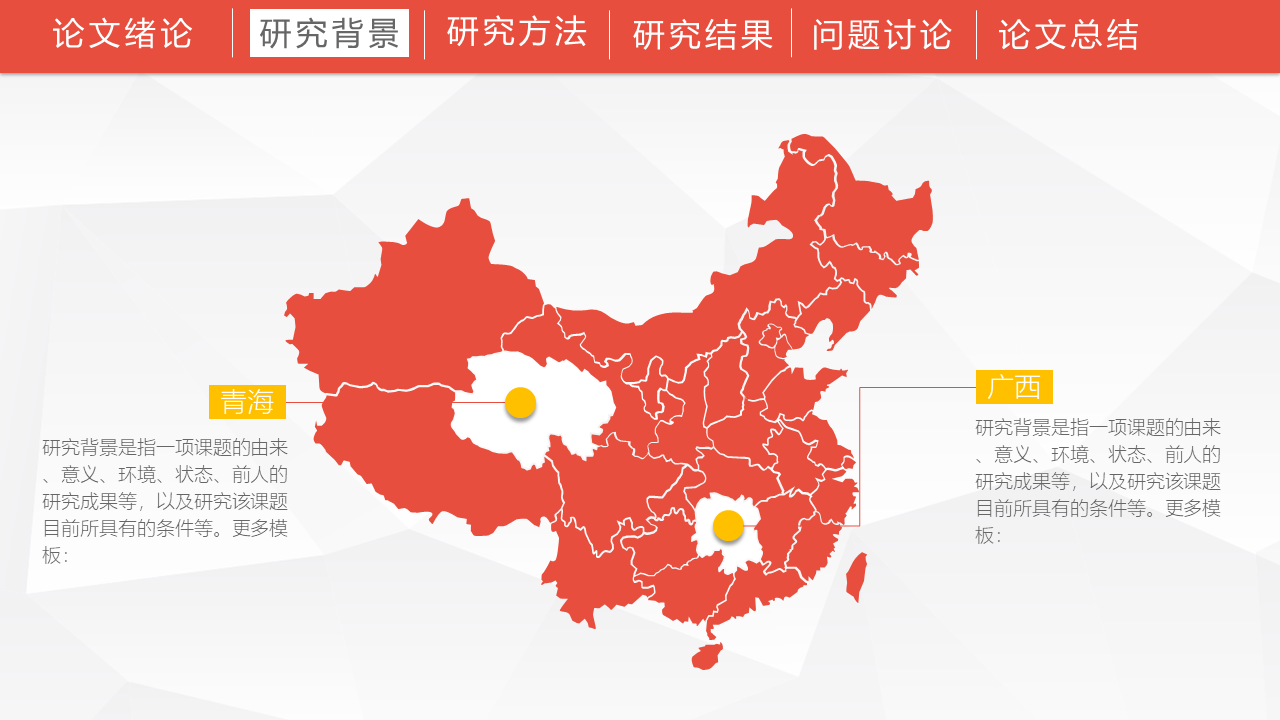 论文绪论
研究背景
研究方法
研究结果
问题讨论
论文总结
青海
研究背景是指一项课题的由来
、意义、环境、状态、前人的
研究成果等，以及研究该课题
目前所具有的条件等。更多模
板：
广西
研究背景是指一项课题的由来
、意义、环境、状态、前人的
研究成果等，以及研究该课题
目前所具有的条件等。更多模
板：